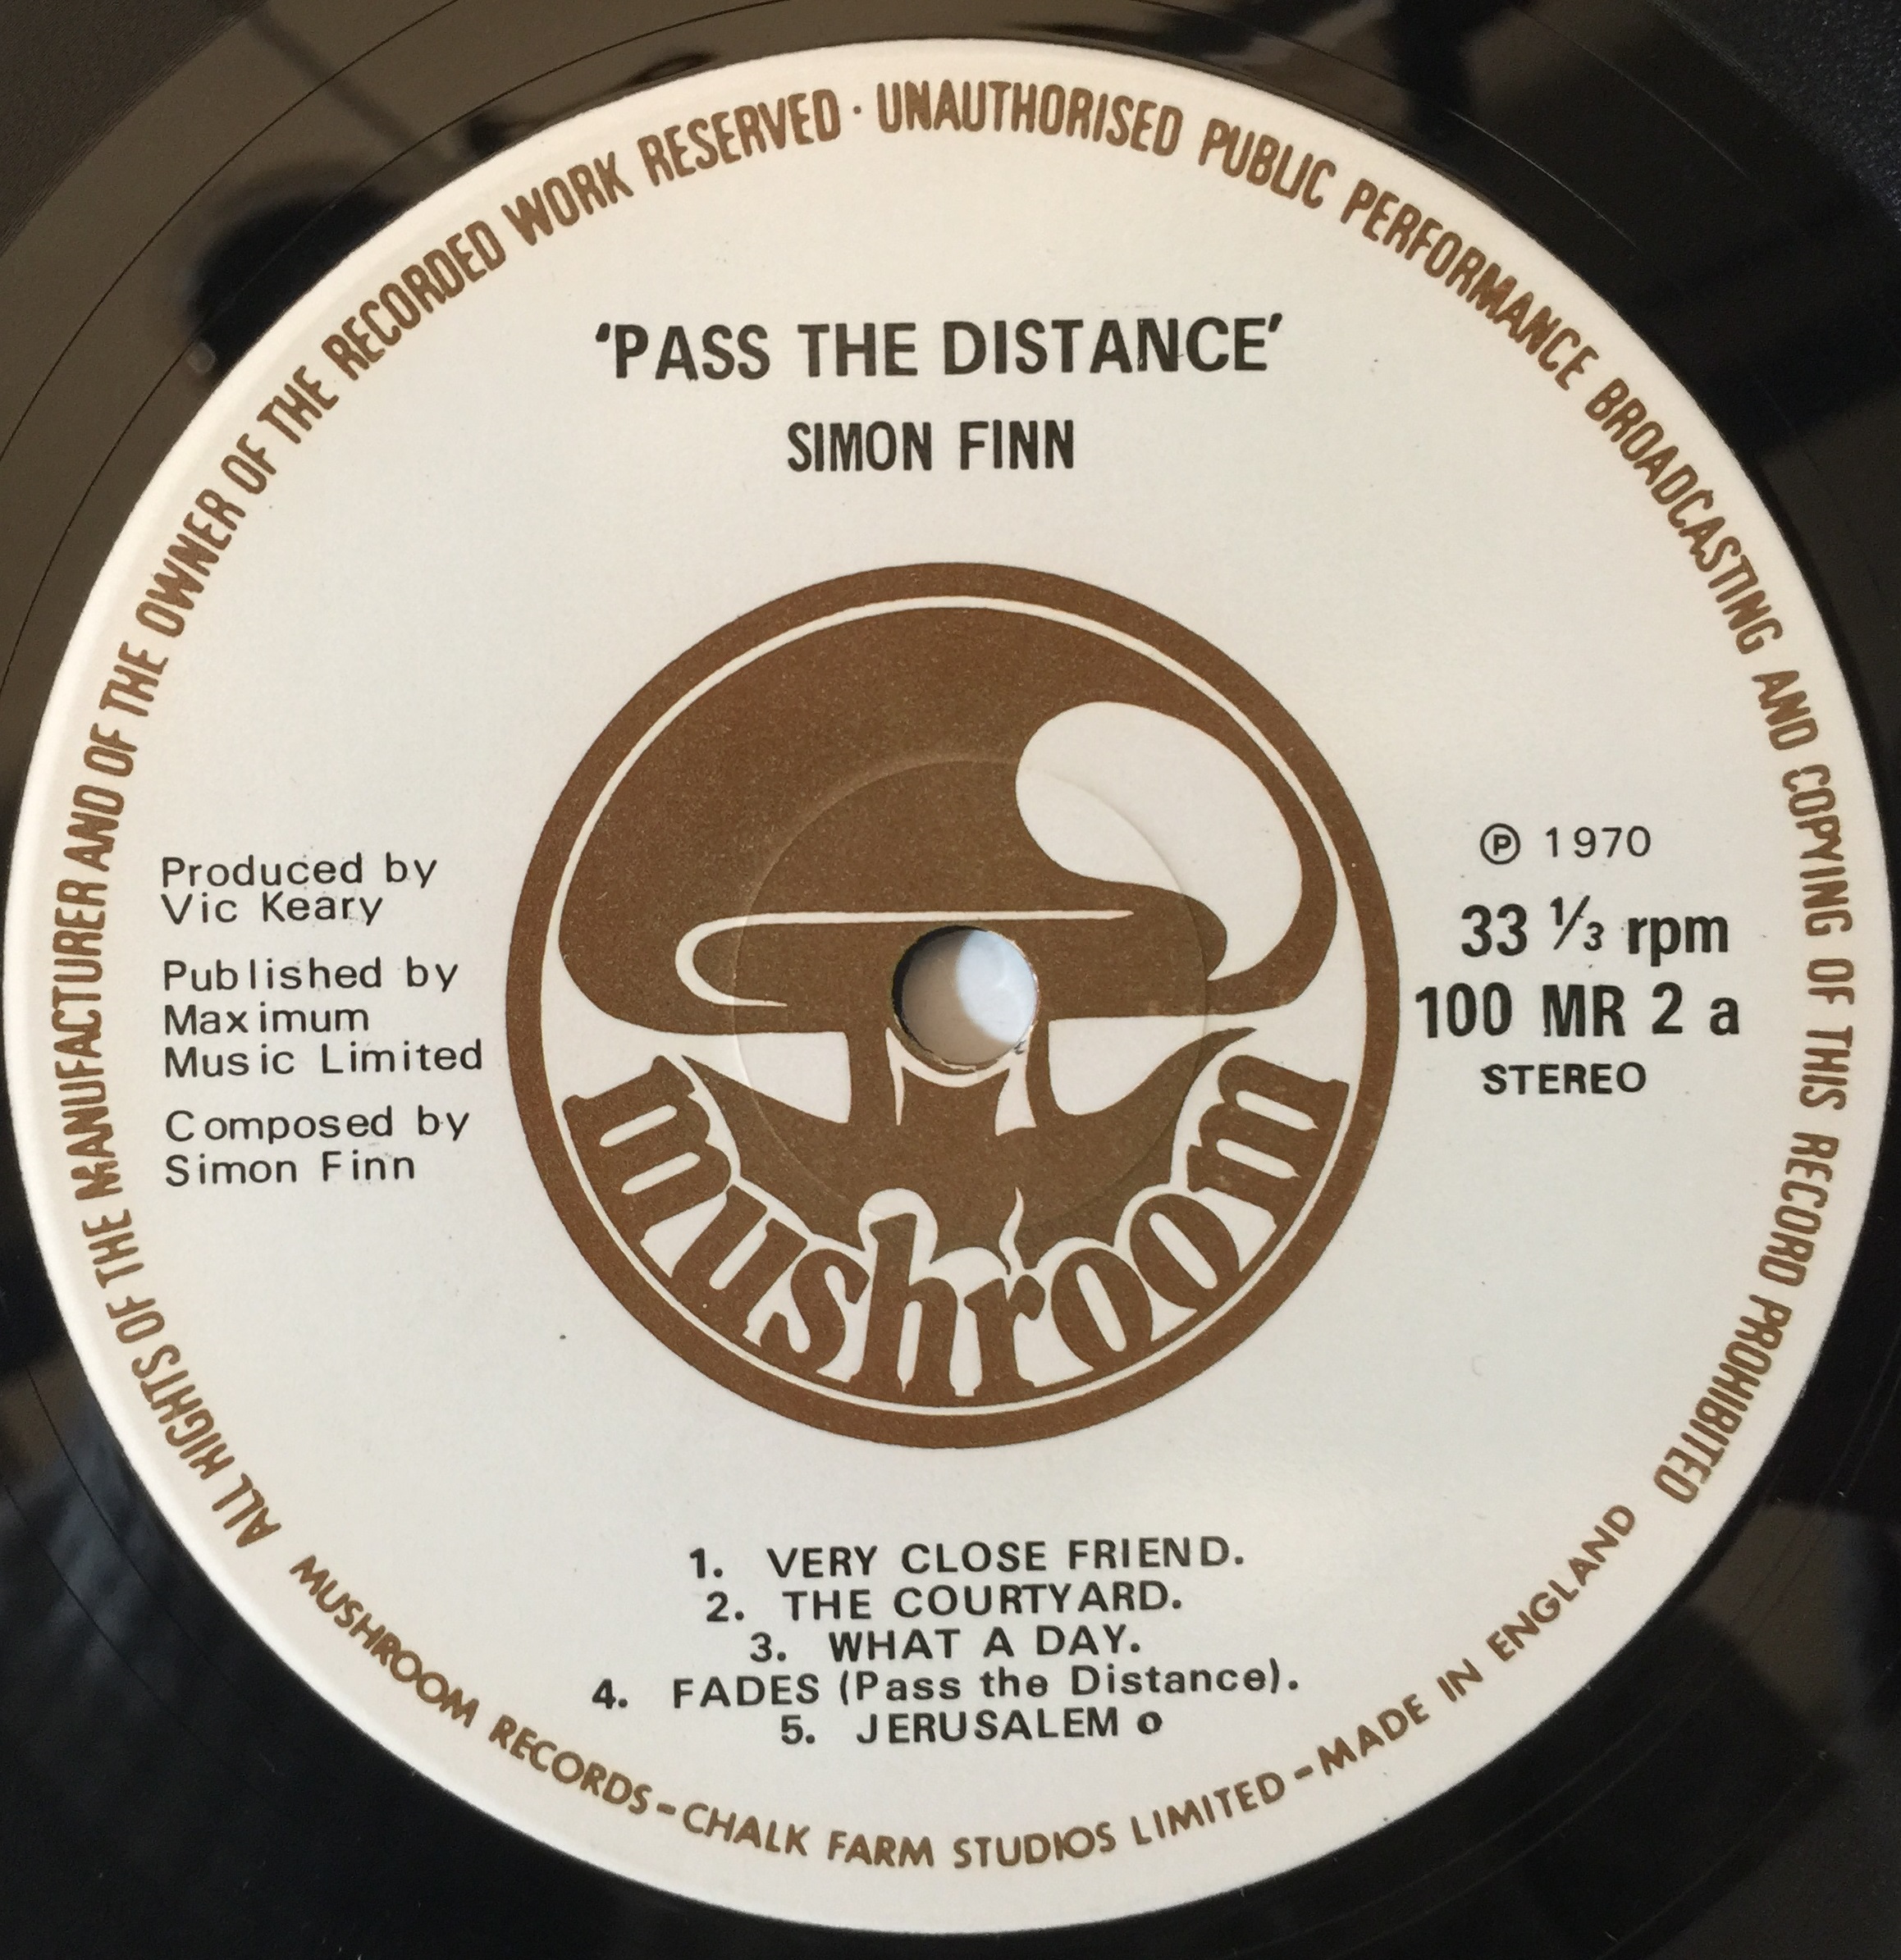 ALL RIGHTS OF THE MANUFACTURER AND OF THE OWNER OF THE RECORDED WORK RESERVED · UNAUTHORISED PUBLIC PERFORMANCE BROADCASTING AND COPYING OF THIS RECORD PROHIBITED
'PASS THE DISTANCE'
SIMON FINN
Produced by
Vic Keary
Published by
Maximum
Music Limited
Composed by
Simon Finn
mushroom
℗ 1970
33 ⅓ rpm
100 MR 2 a
STEREO
1. VERY CLOSE FRIEND.
2. THE COURTYARD.
3. WHAT A DAY.
4. FADES (Pass the Distance).
5. JERUSALEM o
MUSHROOM RECORDS - CHALK FARM STUDIOS LIMITED - MADE IN ENGLAND